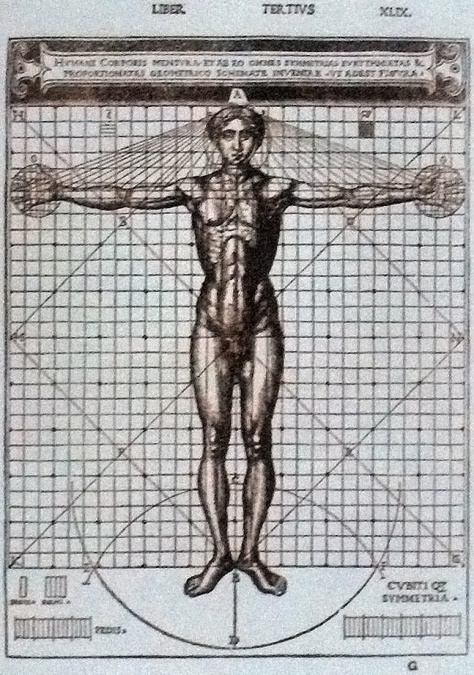 LIBER TERTIVS XLIX.
HVMANI CORPORIS MENSVRA ET AB EO OMNES SYMMETRIAS EVRYTHMIATAS &
PROPORTIONATAS GEOMETRICO SCHEMATE INVENIRE VT ADEST FIGVRA
A
H
O
O
C
B
CVBITI
SYMMETRIA
PEDIS
D
G